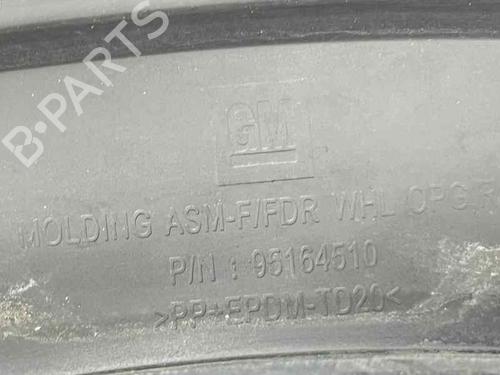 B-PARTS
GM
MOLDING ASM-F/FDR WHL OPG.R
P/N : 95164510
>PP+EPDM-TD20<